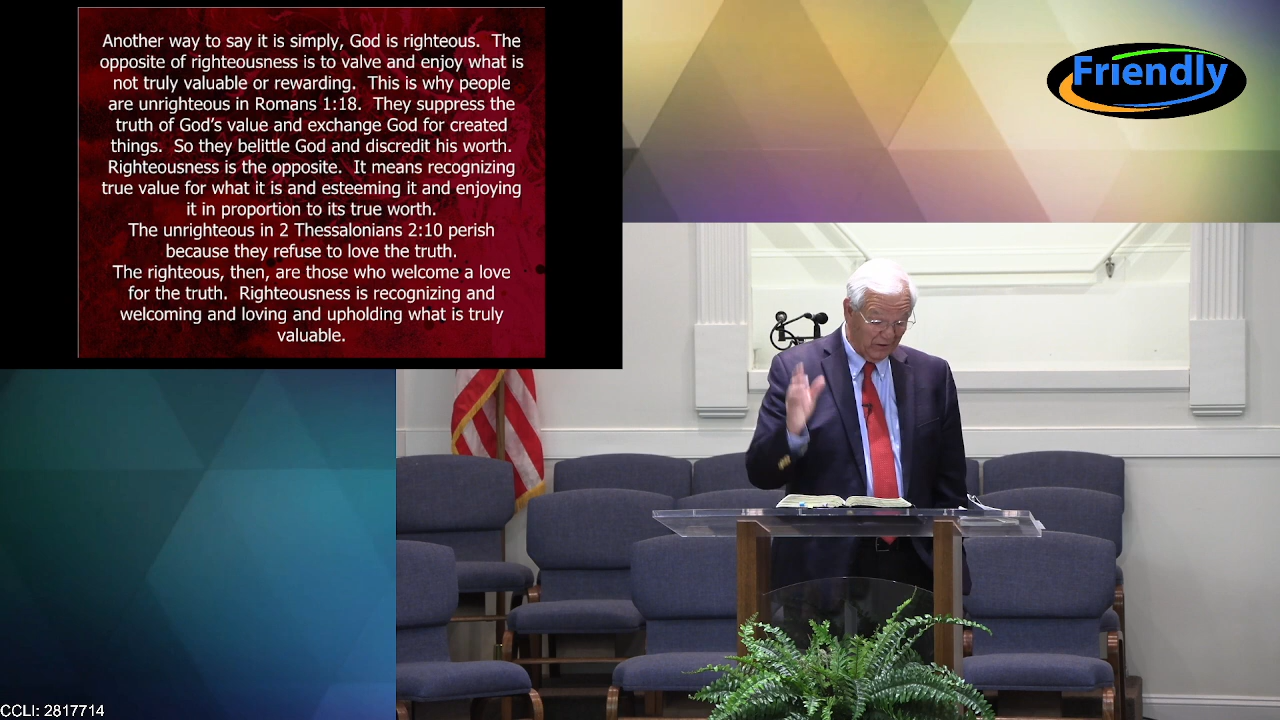 Another way to say it is simply, God is righteous. The
opposite of righteousness is to valve and enjoy what is
not truly valuable or rewarding. This is why people
are unrighteous in Romans 1:18. They suppress the
truth of God's value and exchange God for created
things. So they belittle God and discredit his worth.
Righteousness is the opposite. It means recognizing
true value for what it is and esteeming it and enjoying
it in proportion to its true worth.
The unrighteous in 2 Thessalonians 2:10 perish
because they refuse to love the truth.
The righteous, then, are those who welcome a love
for the truth. Righteousness is recognizing and
welcoming and loving and upholding what is truly
valuable.
Friendly
CCLI: 2817714